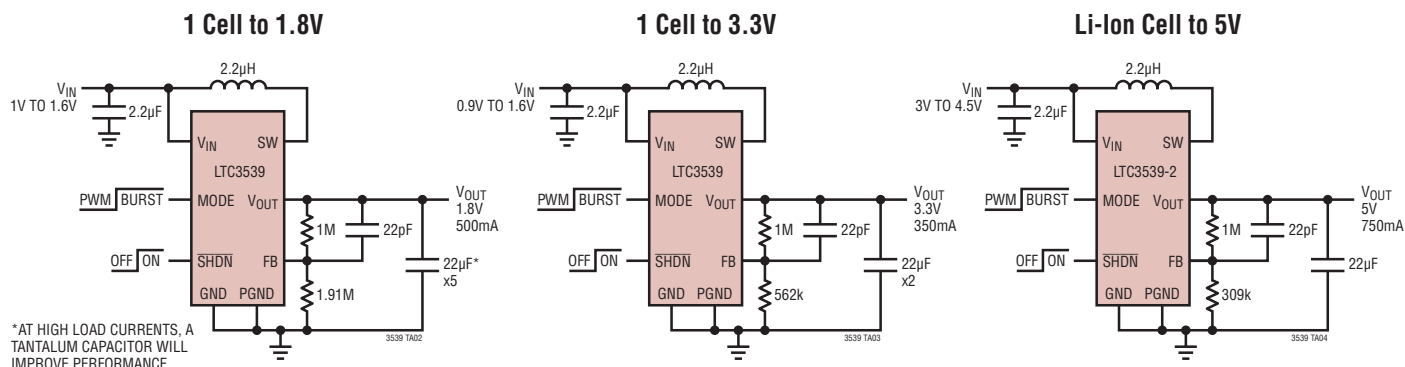 1 Cell to 1.8V
2.2µH
VIN
1V TO 1.6V
2.2µF
VIN
SW
LTC3539
PWM
BURST
MODE
VOUT
VOUT
1.8V
500mA
1M
22pF
OFF
ON
SHDN
FB
22µF*
x5
1.91M
GND
PGND
*AT HIGH LOAD CURRENTS, A
TANTALUM CAPACITOR WILL
IMPROVE PERFORMANCE
3539 TA02
1 Cell to 3.3V
2.2µH
VIN
0.9V TO 1.6V
2.2µF
VIN
SW
LTC3539
PWM
BURST
MODE
VOUT
VOUT
3.3V
350mA
1M
22pF
OFF
ON
SHDN
FB
22µF
x2
562k
GND
PGND
3539 TA03
Li-Ion Cell to 5V
2.2µH
VIN
3V TO 4.5V
2.2µF
VIN
SW
LTC3539-2
PWM
BURST
MODE
VOUT
VOUT
5V
750mA
1M
22pF
OFF
ON
SHDN
FB
22µF
309k
GND
PGND
3539 TA04